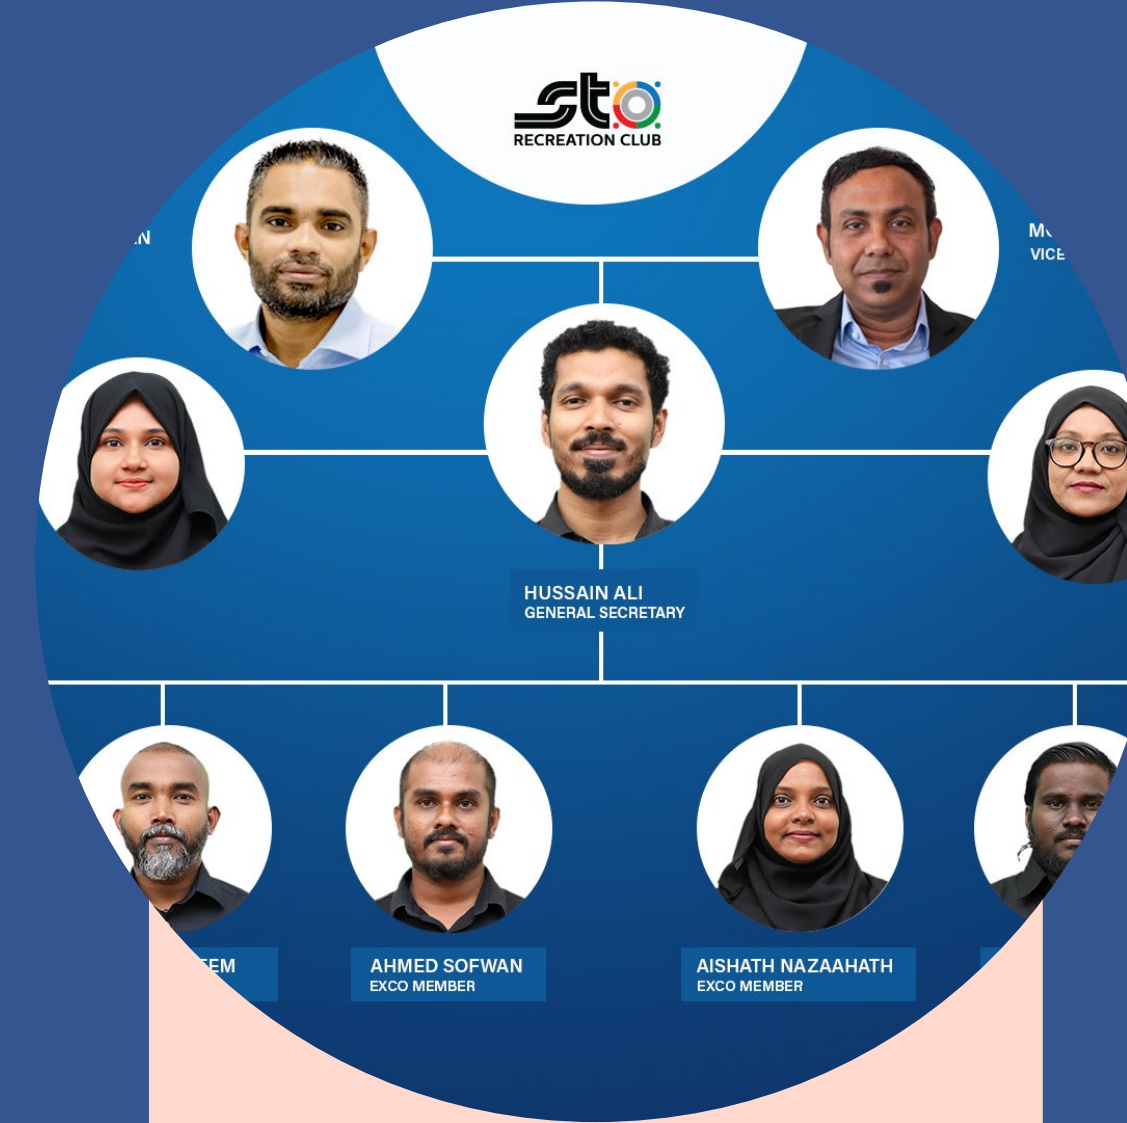 sto
RECREATION CLUB
VICE
HUSSAIN ALI
GENERAL SECRETARY
AHMED SOFWAN
EXCO MEMBER
AISHATH NAZAAHATH
EXCO MEMBER